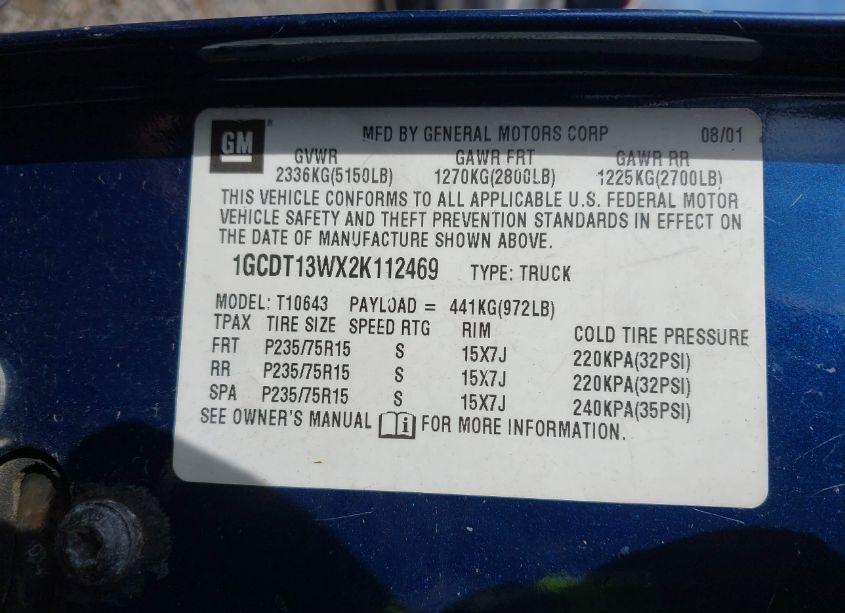 GM ® MFD BY GENERAL MOTORS CORP 08/01
GVWR GAWR FRT GAWR RR
2336KG(5150LB) 1270KG(2800LB) 1225KG(2700LB)
THIS VEHICLE CONFORMS TO ALL APPLICABLE U.S. FEDERAL MOTOR
VEHICLE SAFETY AND THEFT PREVENTION STANDARDS IN EFFECT ON
THE DATE OF MANUFACTURE SHOWN ABOVE.
1GCDT13WX2K112469 TYPE: TRUCK
MODEL: T10643 PAYLOAD = 441KG(972LB)
TPAX TIRE SIZE SPEED RTG RIM COLD TIRE PRESSURE
FRT P235/75R15 S 15X7J 220KPA(32PSI)
RR P235/75R15 S 15X7J 220KPA(32PSI)
SPA P235/75R15 S 15X7J 240KPA(35PSI)
SEE OWNER'S MANUAL i FOR MORE INFORMATION.